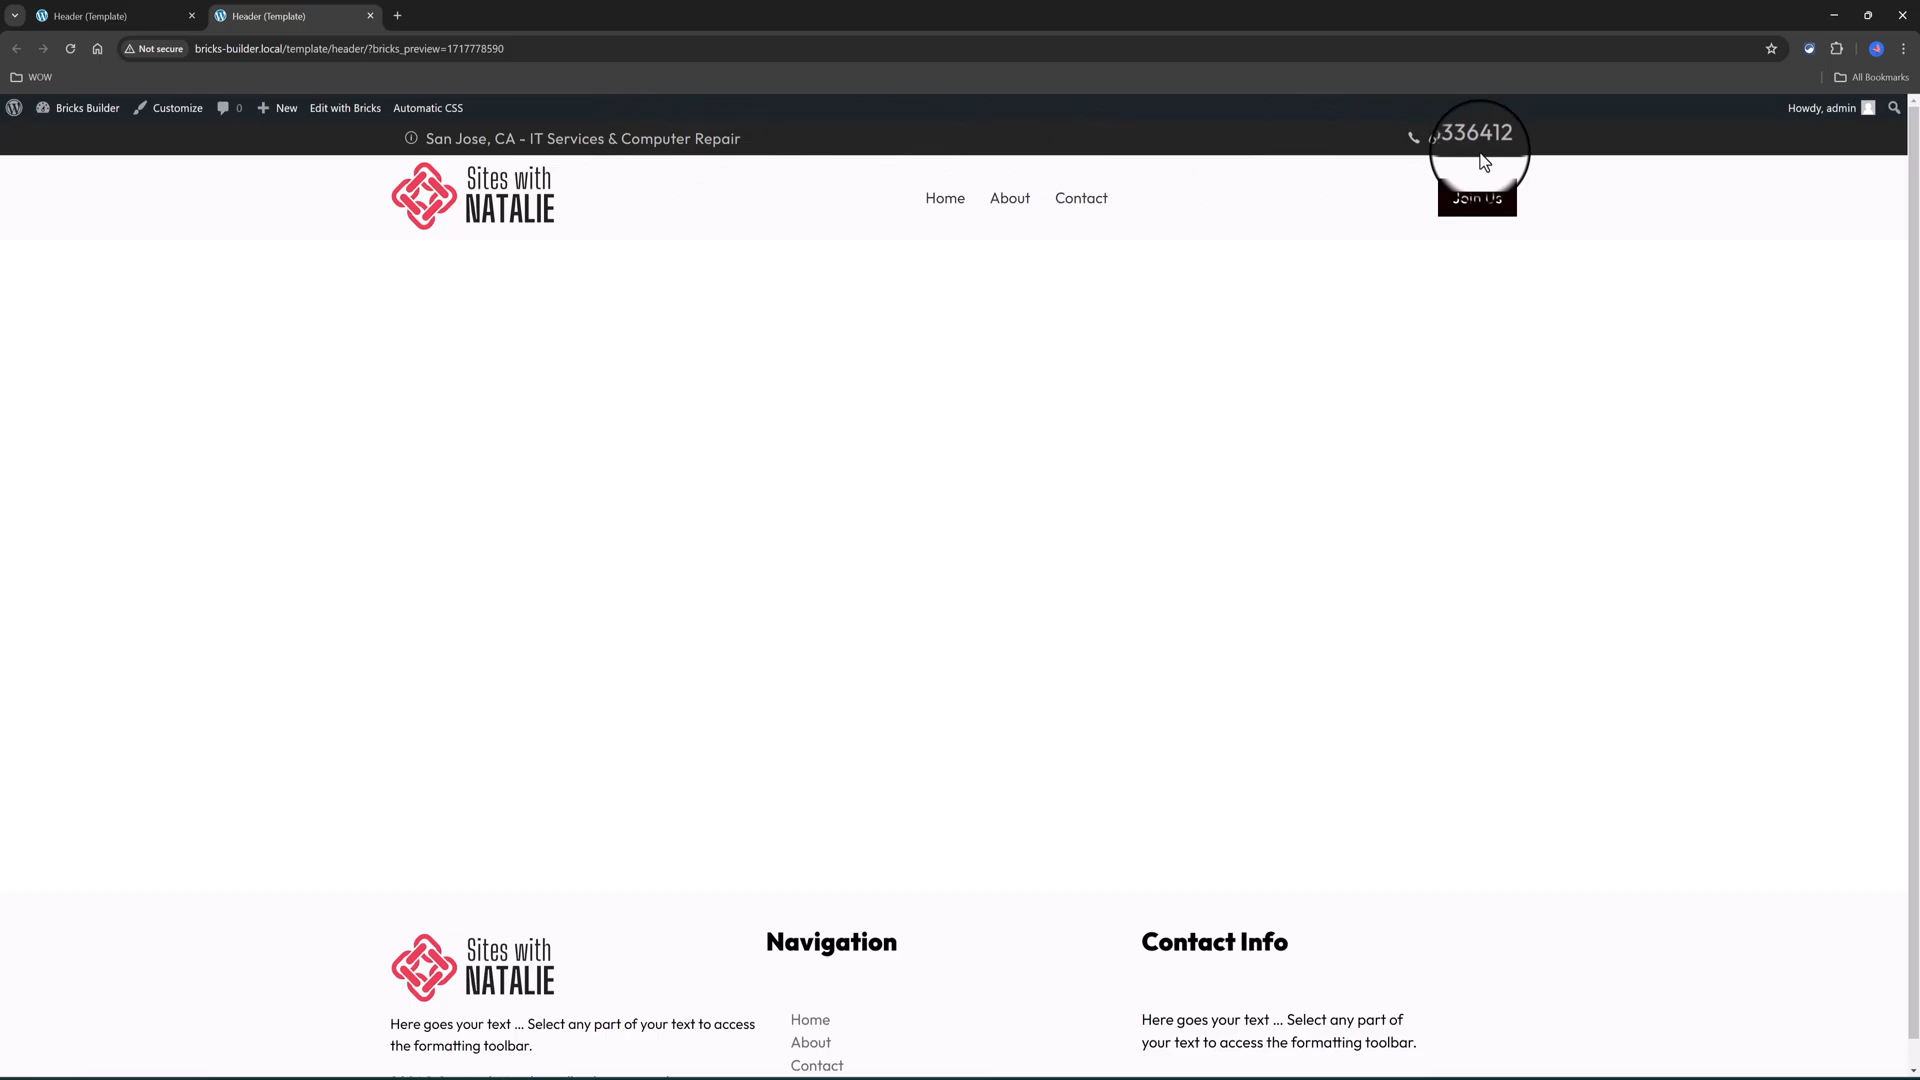 Header (Template)
Header (Template)
Not secure
bricks-builder.local/template/header/?bricks_preview=1717778590
WOW
All Bookmarks
Bricks Builder
Customize
0
New
Edit with Bricks
Automatic CSS
Howdy, admin
San Jose, CA - IT Services & Computer Repair
336412
Sites with
NATALIE
Home
About
Contact
Join Us
Sites with
NATALIE
Here goes your text ... Select any part of your text to access
the formatting toolbar.
Navigation
Home
About
Contact
Contact Info
Here goes your text ... Select any part of
your text to access the formatting toolbar.